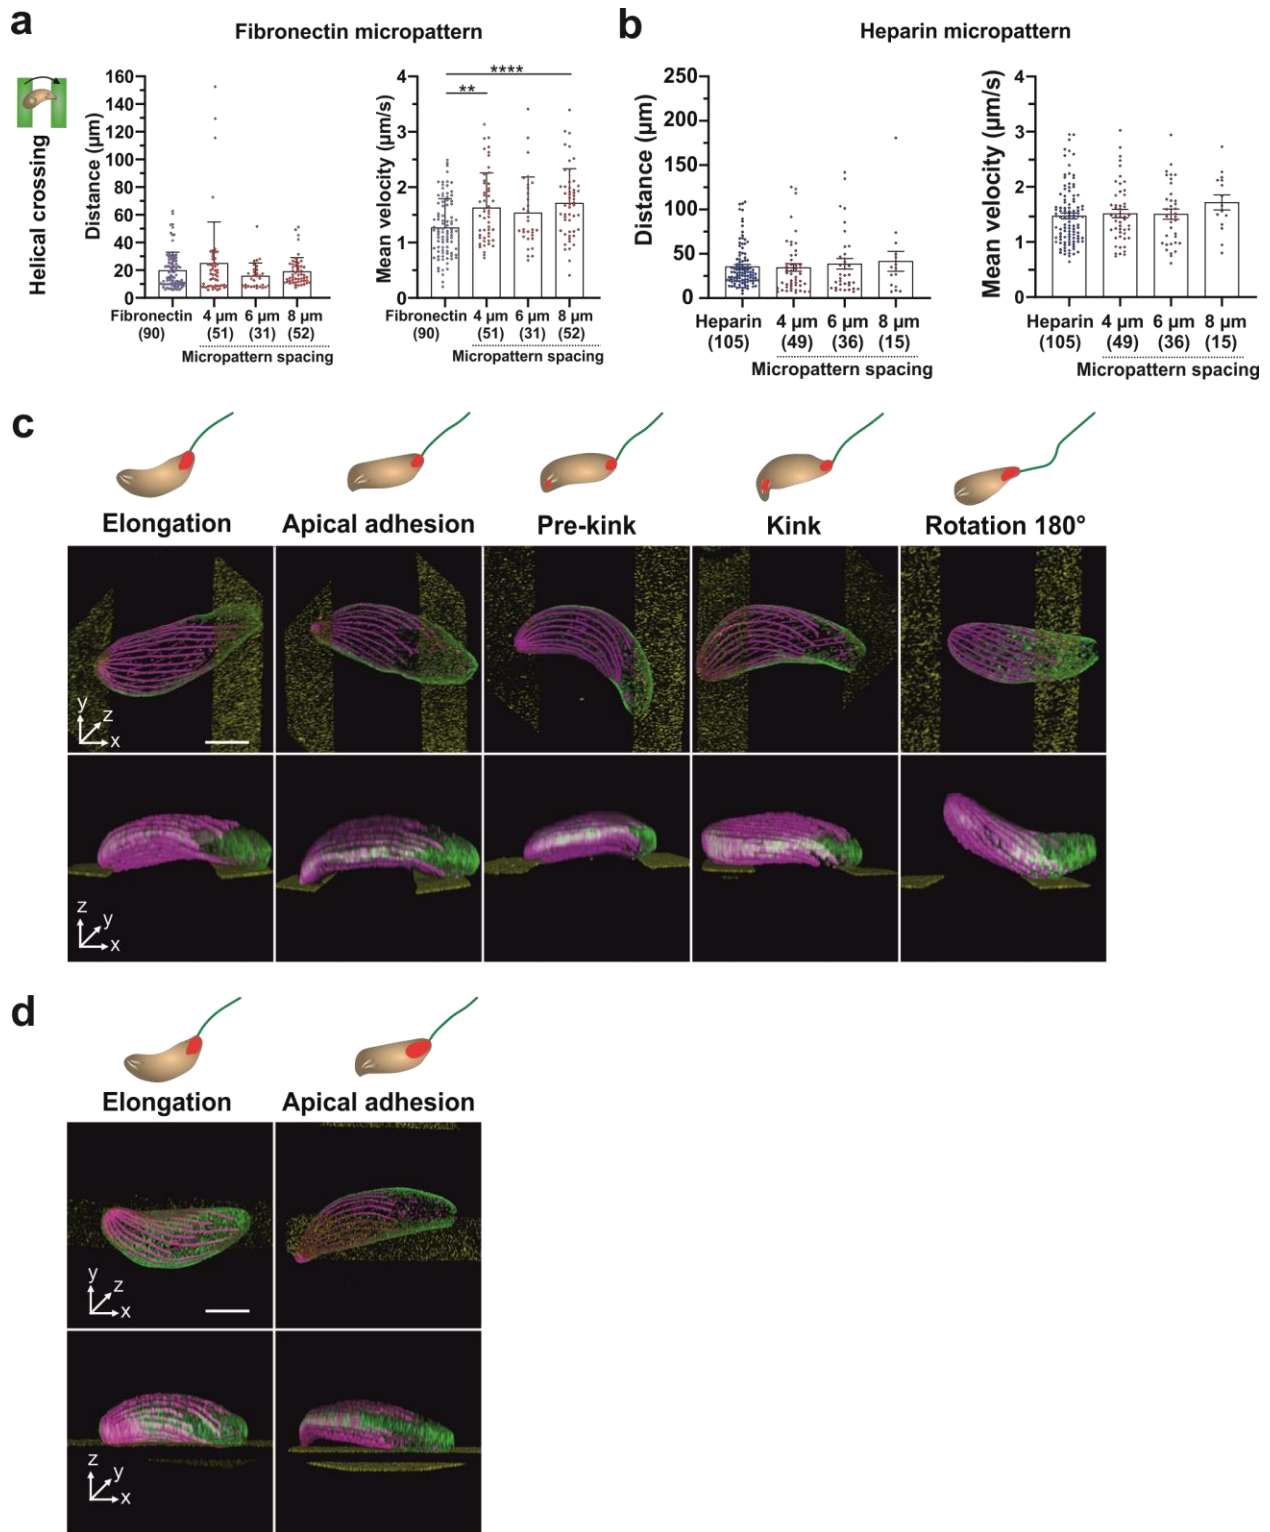 a
Fibronectin micropattern
Helical crossing
Distance (µm)
160
140
120
100
80
60
40
20
0
Fibronectin
(90)
4 µm
(51)
6 µm
(31)
8 µm
(52)
Micropattern spacing
Mean velocity (µm/s)
4
3
2
1
0
**
****
Fibronectin
(90)
4 µm
(51)
6 µm
(31)
8 µm
(52)
Micropattern spacing
b
Heparin micropattern
Distance (µm)
250
200
150
100
50
0
Heparin
(105)
4 µm
(49)
6 µm
(36)
8 µm
(15)
Micropattern spacing
Mean velocity (µm/s)
4
3
2
1
0
Heparin
(105)
4 µm
(49)
6 µm
(36)
8 µm
(15)
Micropattern spacing
c
Elongation
Apical adhesion
Pre-kink
Kink
Rotation 180°
y
z
x
z
y
x
d
Elongation
Apical adhesion
y
z
x
z
y
x